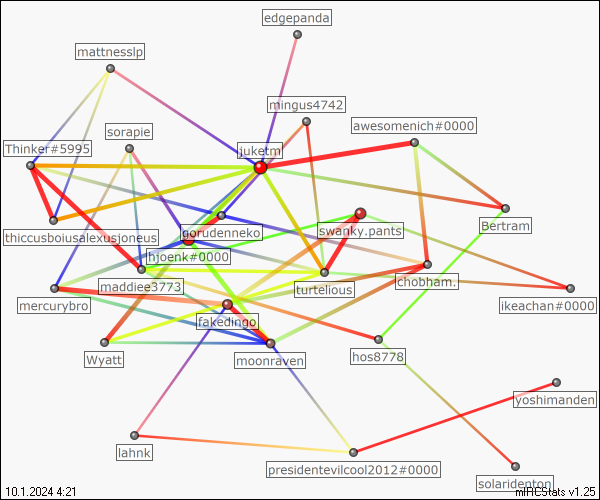 edgepanda
mattnesslp
mingus4742
awesomenich#0000
sorapie
Thinker#5995
juketm
Bertram
swanky.pants
gorudenneko
thiccusboiusalexusjoneus
hjoenk#0000
chobham.
maddiee3773
turtelious
ikeachan#0000
mercurybro
fakedingo
hos8778
Wyatt
moonraven
yoshimanden
lahnk
presidentevilcool2012#0000
solaridenton
10.1.2024 4:21
mIRCStats v1.25